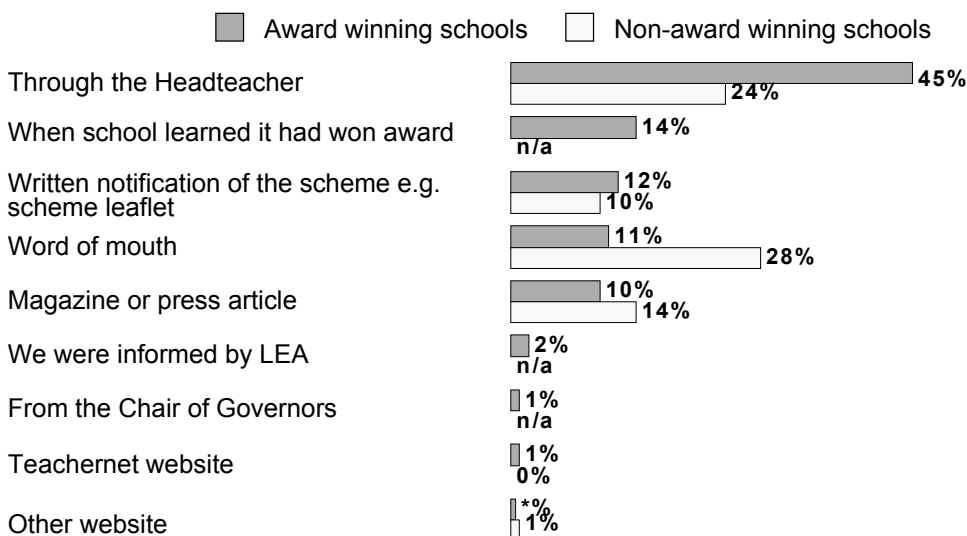 Award winning schools Non-award winning schools
Through the Headteacher 45%
24%
When school learned it had won award 14%
n/a
Written notification of the scheme e.g. 12%
scheme leaflet 10%
Word of mouth 11%
28%
Magazine or press article 10%
14%
We were informed by LEA 2%
n/a
From the Chair of Governors 1%
n/a
Teachernet website 1%
0%
Other website *%
1%